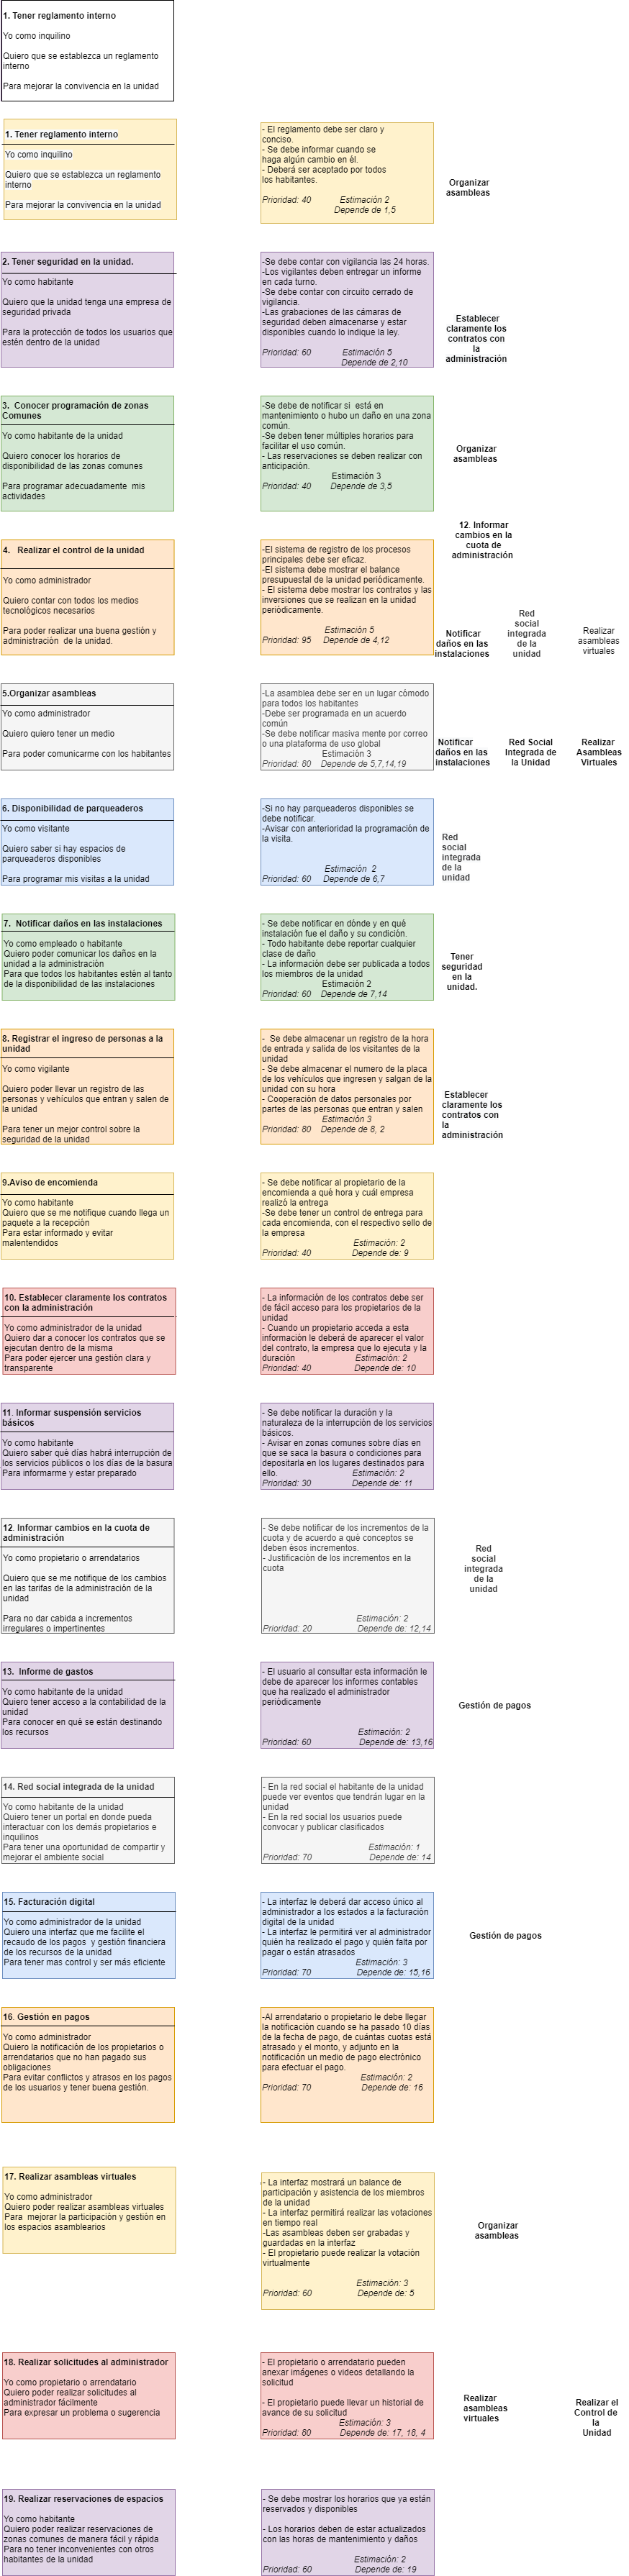 1. Tener reglamento interno
Yo como inquilino
Quiero que se establezca un reglamento
interno
Para mejorar la convivencia en la unidad
1. Tener reglamento interno
Yo como inquilino
Quiero que se establezca un reglamento
interno
Para mejorar la convivencia en la unidad
- El reglamento debe ser claro y
conciso.
- Se debe informar cuando se
haga algún cambio en él.
- Deberá ser aceptado por todos
los habitantes.
Prioridad: 40 Estimación 2
Depende de 1,5
Organizar
asambleas
2. Tener seguridad en la unidad.
Yo como habitante
Quiero que la unidad tenga una empresa de
seguridad privada
Para la protección de todos los usuarios que
estén dentro de la unidad
-Se debe contar con vigilancia las 24 horas.
-Los vigilantes deben entregar un informe
en cada turno.
-Se debe contar con circuito cerrado de
vigilancia.
-Las grabaciones de las cámaras de
seguridad deben almacenarse y estar
disponibles cuando lo indique la ley.
Prioridad: 60 Estimación 5
Depende de 2,10
Establecer
claramente los
contratos con
la
administración
3. Conocer programación de zonas
Comunes
Yo como habitante de la unidad
Quiero conocer los horarios de
disponibilidad de las zonas comunes
Para programar adecuadamente mis
actividades
-Se debe de notificar si está en
mantenimiento o hubo un daño en una zona
común.
-Se deben tener múltiples horarios para
facilitar el uso común.
- Las reservaciones se deben realizar con
anticipación.
Estimación 3
Prioridad: 40 Depende de 3,5
Organizar
asambleas
12. Informar
cambios en la
cuota de
administración
4. Realizar el control de la unidad
Yo como administrador
Quiero contar con todos los medios
tecnológicos necesarios
Para poder realizar una buena gestión y
administración de la unidad.
-El sistema de registro de los procesos
principales debe ser eficaz.
-El sistema debe mostrar el balance
presupuestal de la unidad periódicamente.
- El sistema debe mostrar los contratos y las
inversiones que se realizan en la unidad
periódicamente.
Estimación 5
Prioridad: 95 Depende de 4,12
Notificar
daños en las
instalaciones
Red
social
integrada
de la
unidad
Realizar
asambleas
virtuales
5.Organizar asambleas
Yo como administrador
Quiero quiero tener un medio
Para poder comunicarme con los habitantes
-La asamblea debe ser en un lugar cómodo
para todos los habitantes
-Debe ser programada en un acuerdo
común
-Se debe notificar masiva mente por correo
o una plataforma de uso global
Estimación 3
Prioridad: 80 Depende de 5,7,14,19
Notificar
daños en las
instalaciones
Red Social
Integrada de
la Unidad
Realizar
Asambleas
Virtuales
6. Disponibilidad de parqueaderos
Yo como visitante
Quiero saber si hay espacios de
parqueaderos disponibles
Para programar mis visitas a la unidad
-Si no hay parqueaderos disponibles se
debe notificar.
-Avisar con anterioridad la programación de
la visita.
Estimación 2
Prioridad: 60 Depende de 6,7
Red
social
integrada
de la
unidad
7. Notificar daños en las instalaciones
Yo como empleado o habitante
Quiero poder comunicar los daños en la
unidad a la administración
Para que todos los habitantes estén al tanto
de la disponibilidad de las instalaciones
- Se debe notificar en dónde y en qué
instalación fue el daño y su condición.
- Todo habitante debe reportar cualquier
clase de daño
- La información debe ser publicada a todos
los miembros de la unidad
Estimación 2
Prioridad: 60 Depende de 7,14
Tener
seguridad
en la
unidad.
8. Registrar el ingreso de personas a la
unidad
Yo como vigilante
Quiero poder llevar un registro de las
personas y vehículos que entran y salen de
la unidad
Para tener un mejor control sobre la
seguridad de la unidad
- Se debe almacenar un registro de la hora
de entrada y salida de los visitantes de la
unidad
- Se debe almacenar el numero de la placa
de los vehículos que ingresen y salgan de la
unidad con su hora
- Cooperación de datos personales por
partes de las personas que entran y salen
Estimación 3
Prioridad: 80 Depende de 8, 2
Establecer
claramente los
contratos con
la
administración
9.Aviso de encomienda
Yo como habitante
Quiero que se me notifique cuando llega un
paquete a la recepción
Para estar informado y evitar
malentendidos
- Se debe notificar al propietario de la
encomienda a qué hora y cuál empresa
realizó la entrega
-Se debe tener un control de entrega para
cada encomienda, con el respectivo sello de
la empresa
Estimación: 2
Prioridad: 40 Depende de: 9
10. Establecer claramente los contratos
con la administración
Yo como administrador de la unidad
Quiero dar a conocer los contratos que se
ejecutan dentro de la misma
Para poder ejercer una gestión clara y
transparente
- La información de los contratos debe ser
de fácil acceso para los propietarios de la
unidad
- Cuando un propietario acceda a esta
información le deberá de aparecer el valor
del contrato, la empresa que lo ejecuta y la
duración Estimación: 2
Prioridad: 40 Depende de: 10
11. Informar suspensión servicios
básicos
Yo como habitante
Quiero saber qué días habrá interrupción de
los servicios públicos o los días de la basura
Para informarme y estar preparado
- Se debe notificar la duración y la
naturaleza de la interrupción de los servicios
básicos.
- Avisar en zonas comunes sobre días en
que se saca la basura o condiciones para
depositarla en los lugares destinados para
ello. Estimación: 2
Prioridad: 30 Depende de: 11
12. Informar cambios en la cuota de
administración
Yo como propietario o arrendatarios
Quiero que se me notifique de los cambios
en las tarifas de la administración de la
unidad
Para no dar cabida a incrementos
irregulares o impertinentes
- Se debe notificar de los incrementos de la
cuota y de acuerdo a qué conceptos se
deben ésos incrementos.
- Justificación de los incrementos en la
cuota
Estimación: 2
Prioridad: 20 Depende de: 12,14
Red
social
integrada
de la
unidad
13. Informe de gastos
Yo como habitante de la unidad
Quiero tener acceso a la contabilidad de la
unidad
Para conocer en qué se están destinando
los recursos
- El usuario al consultar esta información le
debe de aparecer los informes contables
que ha realizado el administrador
periódicamente
Estimación: 2
Prioridad: 60 Depende de: 13,16
Gestión de pagos
14. Red social integrada de la unidad
Yo como habitante de la unidad
Quiero tener un portal en donde pueda
interactuar con los demás propietarios e
inquilinos
Para tener una oportunidad de compartir y
mejorar el ambiente social
- En la red social el habitante de la unidad
puede ver eventos que tendrán lugar en la
unidad
- En la red social los usuarios puede
convocar y publicar clasificados
Estimación: 1
Prioridad: 70 Depende de: 14
15. Facturación digital
Yo como administrador de la unidad
Quiero una interfaz que me facilite el
recaudo de los pagos y gestión financiera
de los recursos de la unidad
Para tener mas control y ser más eficiente
- La interfaz le deberá dar acceso único al
administrador a los estados a la facturación
digital de la unidad
- La interfaz le permitirá ver al administrador
quién ha realizado el pago y quién falta por
pagar o están atrasados
Estimación: 3
Prioridad: 70 Depende de: 15,16
Gestión de pagos
16. Gestión en pagos
Yo como administrador
Quiero la notificación de los propietarios o
arrendatarios que no han pagado sus
obligaciones
Para evitar conflictos y atrasos en los pagos
de los usuarios y tener buena gestión.
-Al arrendatario o propietario le debe llegar
la notificación cuando se ha pasado 10 días
de la fecha de pago, de cuántas cuotas está
atrasado y el monto, y adjunto en la
notificación un medio de pago electrónico
para efectuar el pago.
Estimación: 2
Prioridad: 70 Depende de: 16
17. Realizar asambleas virtuales
Yo como administrador
Quiero poder realizar asambleas virtuales
Para mejorar la participación y gestión en
los espacios asamblearios
-- La interfaz mostrará un balance de
participación y asistencia de los miembros
de la unidad
- La interfaz permitirá realizar las votaciones
en tiempo real
-Las asambleas deben ser grabadas y
guardadas en la interfaz
- El propietario puede realizar la votación
virtualmente
Estimación: 3
Prioridad: 60 Depende de: 5
Organizar
asambleas
18. Realizar solicitudes al administrador
Yo como propietario o arrendatario
Quiero poder realizar solicitudes al
administrador fácilmente
Para expresar un problema o sugerencia
- El propietario o arrendatario pueden
anexar imágenes o videos detallando la
solicitud
- El propietario puede llevar un historial de
avance de su solicitud
Estimación: 3
Prioridad: 80 Depende de: 17, 18, 4
Realizar
asambleas
virtuales
Realizar el
Control de
la
Unidad
19. Realizar reservaciones de espacios
Yo como habitante
Quiero poder realizar reservaciones de
zonas comunes de manera fácil y rápida
Para no tener inconvenientes con otros
habitantes de la unidad
- Se debe mostrar los horarios que ya están
reservados y disponibles
- Los horarios deben de estar actualizados
con las horas de mantenimiento y daños
Estimación: 2
Prioridad: 60 Depende de: 19